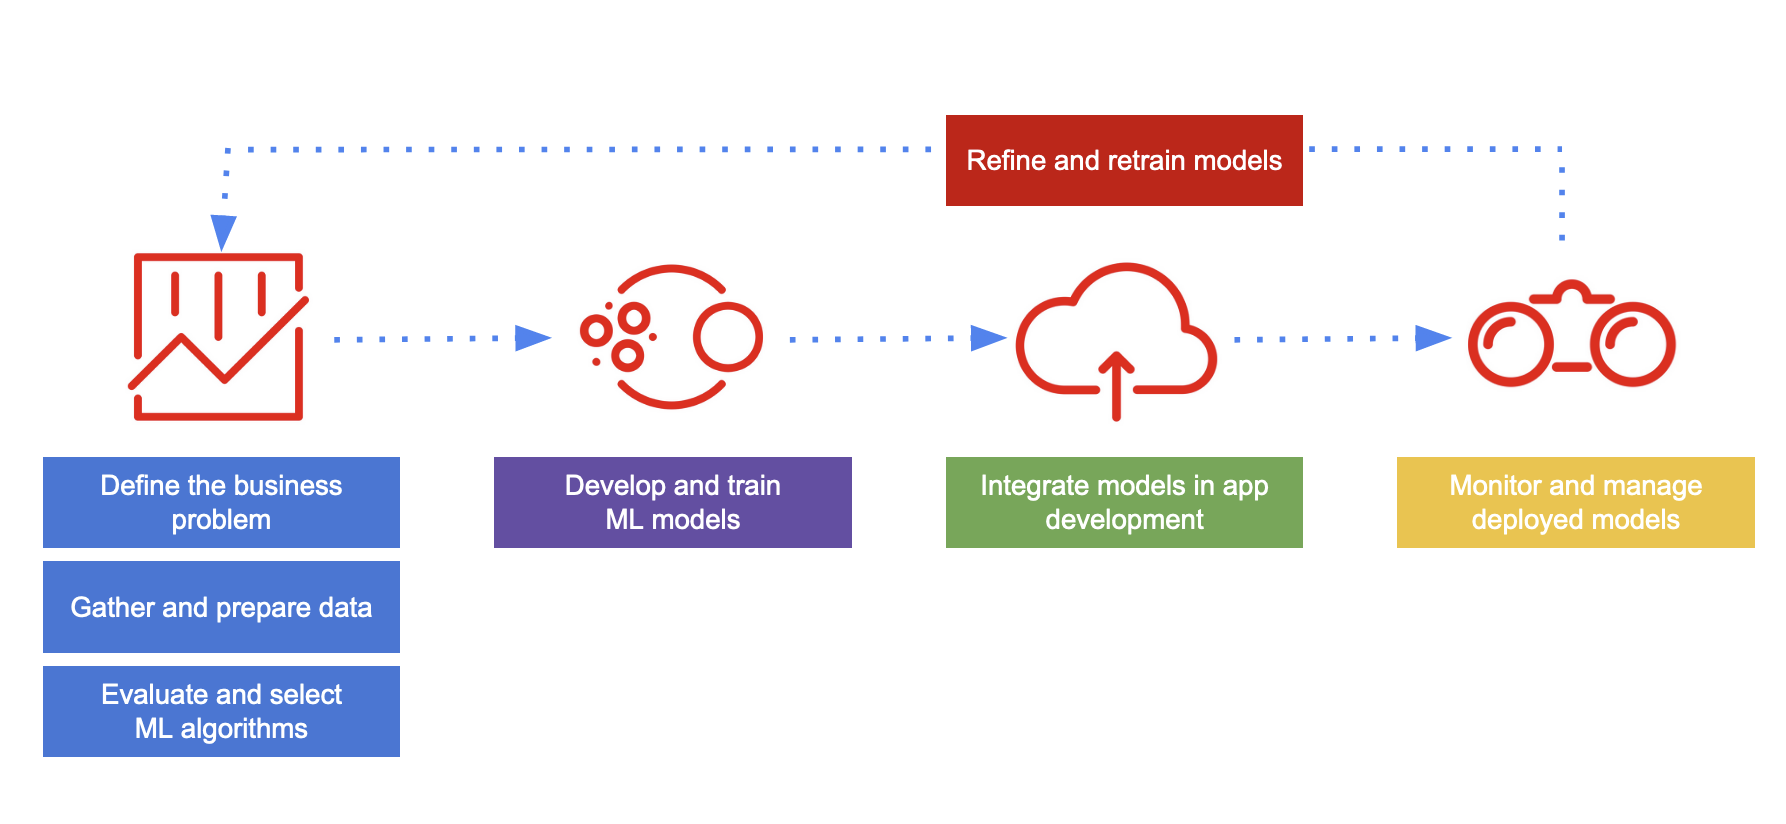 Refine and retrain models
Define the business
problem
Gather and prepare data
Evaluate and select
ML algorithms
Develop and train
ML models
Integrate models in app
development
Monitor and manage
deployed models